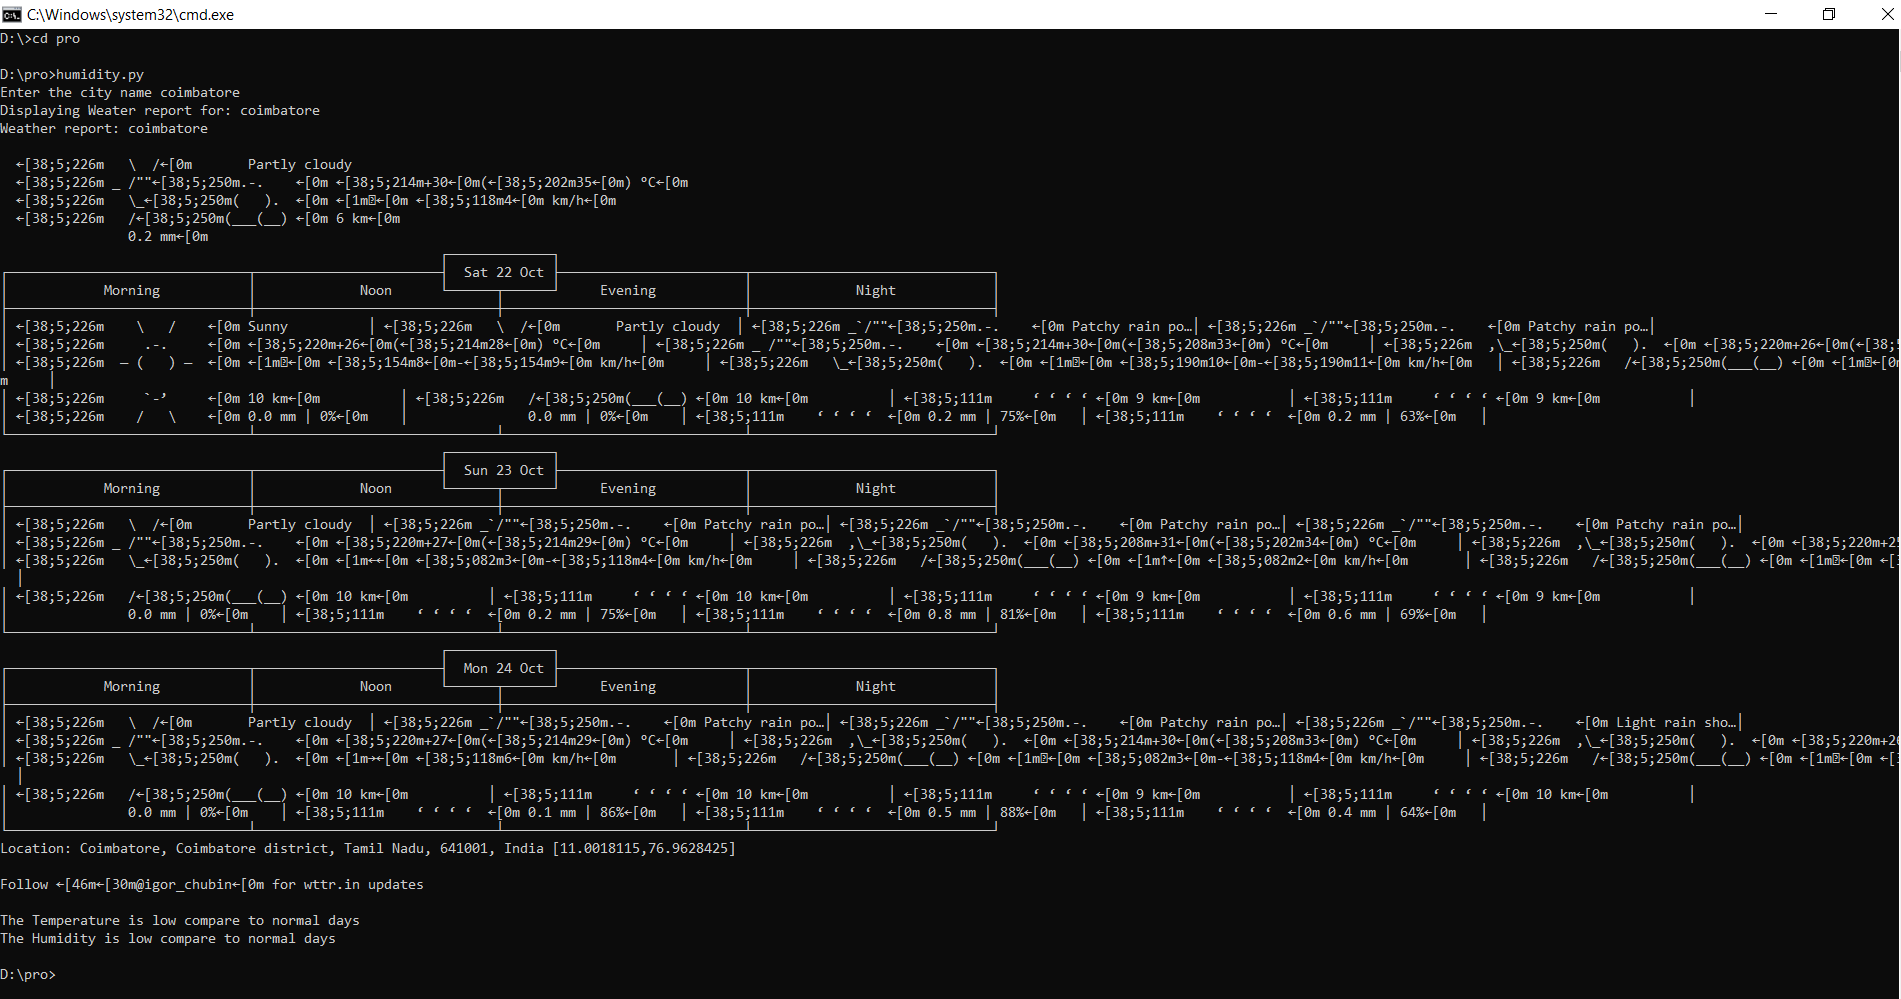 C:\Windows\system32\cmd.exe
D:\>cd pro
D:\pro>humidity.py
Enter the city name coimbatore
Displaying Weater report for: coimbatore
Weather report: coimbatore
←[38;5;226m   \  /←[0m       Partly cloudy
←[38;5;226m _ /""←[38;5;250m.-.    ←[0m ←[38;5;214m+30←[0m(←[38;5;202m35←[0m) °C←[0m
←[38;5;226m   \_←[38;5;250m(   ).  ←[0m ←[1m⍰←[0m ←[38;5;118m4←[0m km/h←[0m
←[38;5;226m   /←[38;5;250m(___(__) ←[0m 6 km←[0m
0.2 mm←[0m
Sat 22 Oct
Morning Noon Evening Night
│ ←[38;5;226m    \   /    ←[0m Sunny          │ ←[38;5;226m   \  /←[0m       Partly cloudy  │ ←[38;5;226m _`/""←[38;5;250m.-.    ←[0m Patchy rain po…│ ←[38;5;226m _`/""←[38;5;250m.-.    ←[0m Patchy rain po…│
│ ←[38;5;226m     .-.     ←[0m ←[38;5;220m+26←[0m(←[38;5;214m28←[0m) °C←[0m     │ ←[38;5;226m _ /""←[38;5;250m.-.    ←[0m ←[38;5;214m+30←[0m(←[38;5;208m33←[0m) °C←[0m     │ ←[38;5;226m  ,\_←[38;5;250m(   ).  ←[0m ←[38;5;220m+26←[0m(←[38;5
│ ←[38;5;226m  ― (   ) ―  ←[0m ←[1m⍰←[0m ←[38;5;154m8←[0m-←[38;5;154m9←[0m km/h←[0m     │ ←[38;5;226m   \_←[38;5;250m(   ).  ←[0m ←[1m⍰←[0m ←[38;5;190m10←[0m-←[38;5;190m11←[0m km/h←[0m   │ ←[38;5;226m   /←[38;5;250m(___(__) ←[0m ←[1m⍰←[0m
m     │
│ ←[38;5;226m     `-’     ←[0m 10 km←[0m          │ ←[38;5;226m   /←[38;5;250m(___(__) ←[0m 10 km←[0m          │ ←[38;5;111m    ‘ ‘ ‘ ‘ ←[0m 9 km←[0m           │ ←[38;5;111m     ‘ ‘ ‘ ‘ ←[0m 9 km←[0m           │
│ ←[38;5;226m    /   \    ←[0m 0.0 mm | 0%←[0m    │               0.0 mm | 0%←[0m    │ ←[38;5;111m    ‘ ‘ ‘ ‘  ←[0m 0.2 mm | 75%←[0m   │ ←[38;5;111m    ‘ ‘ ‘ ‘  ←[0m 0.2 mm | 63%←[0m   │
Sun 23 Oct
Morning Noon Evening Night
│ ←[38;5;226m   \  /←[0m       Partly cloudy  │ ←[38;5;226m _`/""←[38;5;250m.-.    ←[0m Patchy rain po…│ ←[38;5;226m _`/""←[38;5;250m.-.    ←[0m Patchy rain po…│ ←[38;5;226m _`/""←[38;5;250m.-.    ←[0m Patchy rain po…│
│ ←[38;5;226m _ /""←[38;5;250m.-.    ←[0m ←[38;5;220m+27←[0m(←[38;5;214m29←[0m) °C←[0m     │ ←[38;5;226m  ,\_←[38;5;250m(   ).  ←[0m ←[38;5;208m+31←[0m(←[38;5;202m34←[0m) °C←[0m     │ ←[38;5;226m  ,\_←[38;5;250m(   ).  ←[0m ←[38;5;220m+25
│ ←[38;5;226m   \_←[38;5;250m(   ).  ←[0m ←[1m←←[0m ←[38;5;082m3←[0m-←[38;5;118m4←[0m km/h←[0m     │ ←[38;5;226m   /←[38;5;250m(___(__) ←[0m ←[1m↑←[0m ←[38;5;082m2←[0m km/h←[0m       │ ←[38;5;226m   /←[38;5;250m(___(__) ←[0m ←[1m⍰←[0m ←[
│
│ ←[38;5;226m   /←[38;5;250m(___(__) ←[0m 10 km←[0m          │ ←[38;5;111m     ‘ ‘ ‘ ‘ ←[0m 10 km←[0m          │ ←[38;5;111m     ‘ ‘ ‘ ‘ ←[0m 9 km←[0m           │ ←[38;5;111m     ‘ ‘ ‘ ‘ ←[0m 9 km←[0m           │
│               0.0 mm | 0%←[0m    │ ←[38;5;111m    ‘ ‘ ‘ ‘  ←[0m 0.2 mm | 75%←[0m   │ ←[38;5;111m    ‘ ‘ ‘ ‘  ←[0m 0.8 mm | 81%←[0m   │ ←[38;5;111m    ‘ ‘ ‘ ‘  ←[0m 0.6 mm | 69%←[0m   │
Mon 24 Oct
Morning Noon Evening Night
│ ←[38;5;226m   \  /←[0m       Partly cloudy  │ ←[38;5;226m _`/""←[38;5;250m.-.    ←[0m Patchy rain po…│ ←[38;5;226m _`/""←[38;5;250m.-.    ←[0m Patchy rain po…│ ←[38;5;226m _`/""←[38;5;250m.-.    ←[0m Light rain sho…│
│ ←[38;5;226m _ /""←[38;5;250m.-.    ←[0m ←[38;5;220m+27←[0m(←[38;5;214m29←[0m) °C←[0m     │ ←[38;5;226m  ,\_←[38;5;250m(   ).  ←[0m ←[38;5;214m+30←[0m(←[38;5;208m33←[0m) °C←[0m     │ ←[38;5;226m  ,\_←[38;5;250m(   ).  ←[0m ←[38;5;220m+26
│ ←[38;5;226m   \_←[38;5;250m(   ).  ←[0m ←[1m→←[0m ←[38;5;118m6←[0m km/h←[0m       │ ←[38;5;226m   /←[38;5;250m(___(__) ←[0m ←[1m⍰←[0m ←[38;5;082m3←[0m-←[38;5;118m4←[0m km/h←[0m     │ ←[38;5;226m   /←[38;5;250m(___(__) ←[0m ←[1m⍰←[0m ←[
│
│ ←[38;5;226m   /←[38;5;250m(___(__) ←[0m 10 km←[0m          │ ←[38;5;111m     ‘ ‘ ‘ ‘ ←[0m 10 km←[0m          │ ←[38;5;111m     ‘ ‘ ‘ ‘ ←[0m 9 km←[0m           │ ←[38;5;111m     ‘ ‘ ‘ ‘ ←[0m 10 km←[0m          │
│               0.0 mm | 0%←[0m    │ ←[38;5;111m    ‘ ‘ ‘ ‘  ←[0m 0.1 mm | 86%←[0m   │ ←[38;5;111m    ‘ ‘ ‘ ‘  ←[0m 0.5 mm | 88%←[0m   │ ←[38;5;111m    ‘ ‘ ‘ ‘  ←[0m 0.4 mm | 64%←[0m   │
Location: Coimbatore, Coimbatore district, Tamil Nadu, 641001, India [11.0018115,76.9628425]
Follow ←[46m←[30m@igor_chubin←[0m for wttr.in updates
The Temperature is low compare to normal days
The Humidity is low compare to normal days
D:\pro>